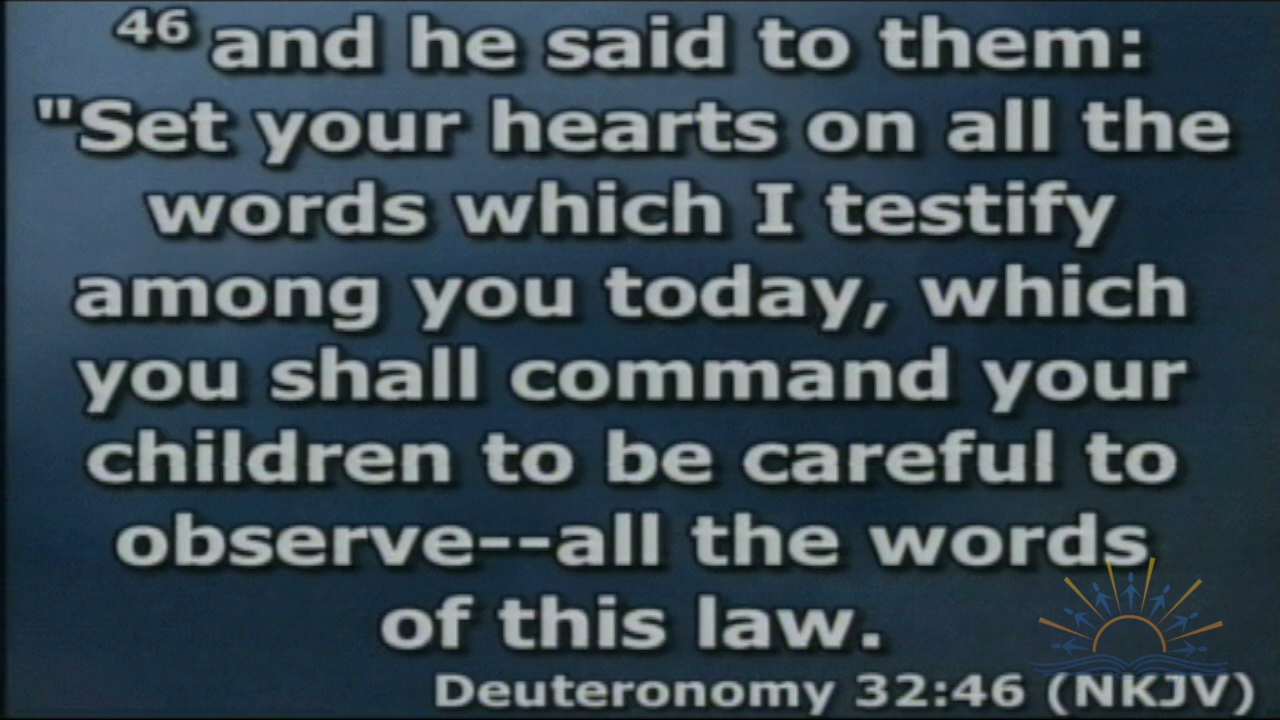 46 and he said to them:
"Set your hearts on all the
words which I testify
among you today, which
you shall command your
children to be careful to
observe--all the words
of this law.
Deuteronomy 32:46 (NKJV)